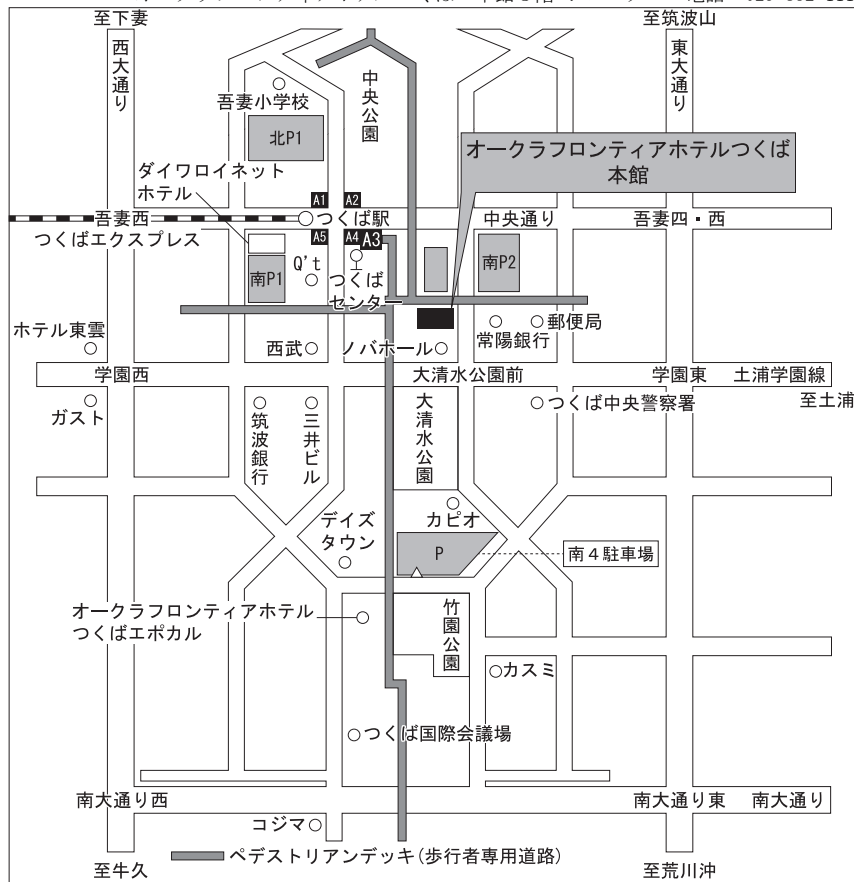 至下妻
至筑波山
西大通り
東大通り
中央公園
吾妻小学校
北P1
オークラフロンティアホテルつくば
本館
ダイワロイネット
ホテル
A1
A2
吾妻西
つくば駅
中央通り
吾妻四・西
つくばエクスプレス
A5
A4
A3
Q't
南P1
南P2
つくば
センター
ホテル東雲
西武
ノバホール
常陽銀行
郵便局
学園西
大清水公園前
学園東
土浦学園線
ガスト
筑波銀行
三井ビル
大清水公園
つくば中央警察署
至土浦
デイズ
タウン
カピオ
P
南4駐車場
オークラフロンティアホテル
つくばエポカル
竹園公園
カスミ
つくば国際会議場
南大通り西
南大通り東
南大通り
コジマ
ペデストリアンデッキ(歩行者専用道路)
至牛久
至荒川沖